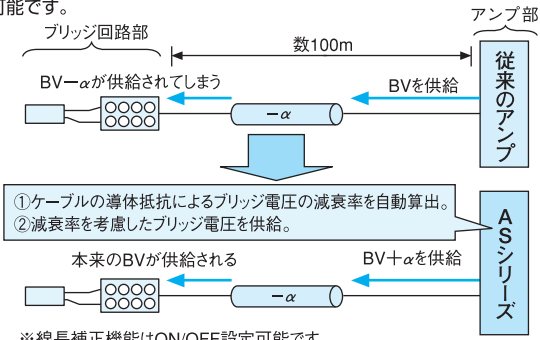 可能です。
アンプ部
ブリッジ回路部
数100m
BV－αが供給されてしまう
BVを供給
－α
従来のアンプ
①ケーブルの導体抵抗によるブリッジ電圧の減衰率を自動算出。
②減衰率を考慮したブリッジ電圧を供給。
ASシリーズ
本来のBVが供給される
BV＋αを供給
－α
※線長補正機能はON/OFF設定可能です